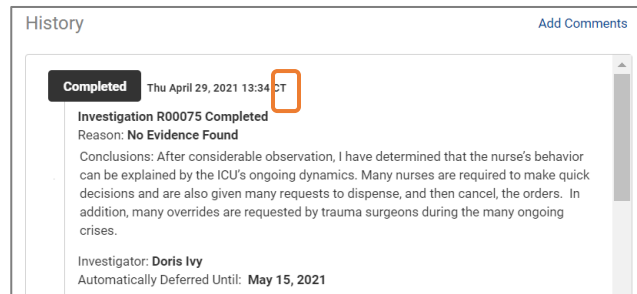 History
Add Comments
Completed Thu April 29, 2021 13:34 CT
Investigation R00075 Completed
Reason: No Evidence Found
Conclusions: After considerable observation, I have determined that the nurse's behavior
can be explained by the ICU's ongoing dynamics. Many nurses are required to make quick
decisions and are also given many requests to dispense, and then cancel, the orders. In
addition, many overrides are requested by trauma surgeons during the many ongoing
crises.
Investigator: Doris Ivy
Automatically Deferred Until: May 15, 2021